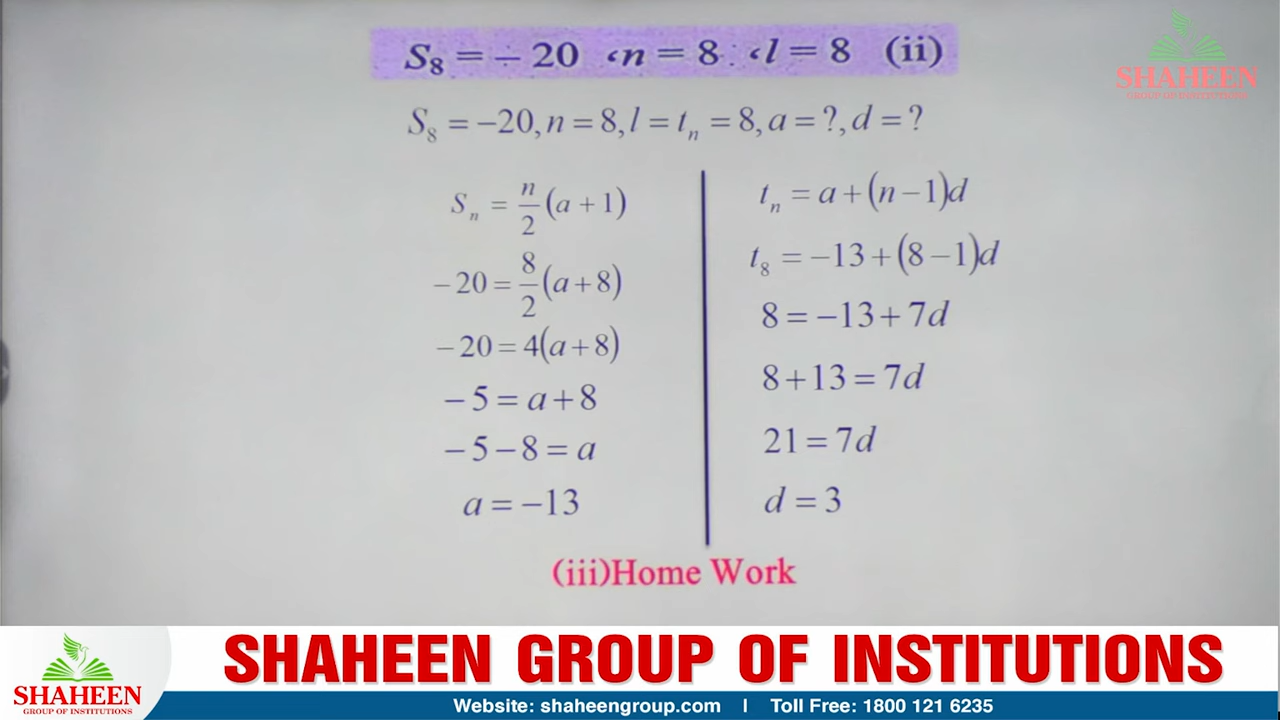 S₈ = − 20 ، n = 8 ، l = 8 (ii)
SHAHEEN
GROUP OF INSTITUTIONS
S₈ = −20, n = 8, l = tₙ = 8, a = ?, d = ?
Sₙ = n/2 (a + 1)
−20 = 8/2 (a + 8)
−20 = 4(a + 8)
−5 = a + 8
−5 − 8 = a
a = −13
tₙ = a + (n − 1)d
t₈ = −13 + (8 − 1)d
8 = −13 + 7d
8 + 13 = 7d
21 = 7d
d = 3
(iii)Home Work
SHAHEEN
GROUP OF INSTITUTIONS
SHAHEEN GROUP OF INSTITUTIONS
Website: shaheengroup.com I Toll Free: 1800 121 6235